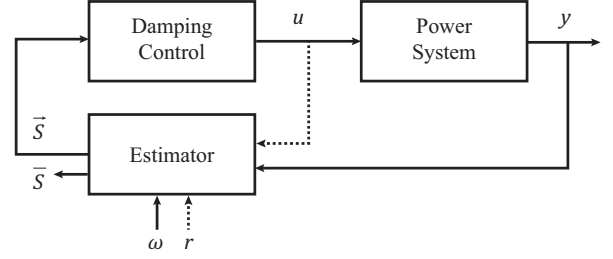 Damping
Control
u
Power
System
y
S⃗
Estimator
S̅
ω
r